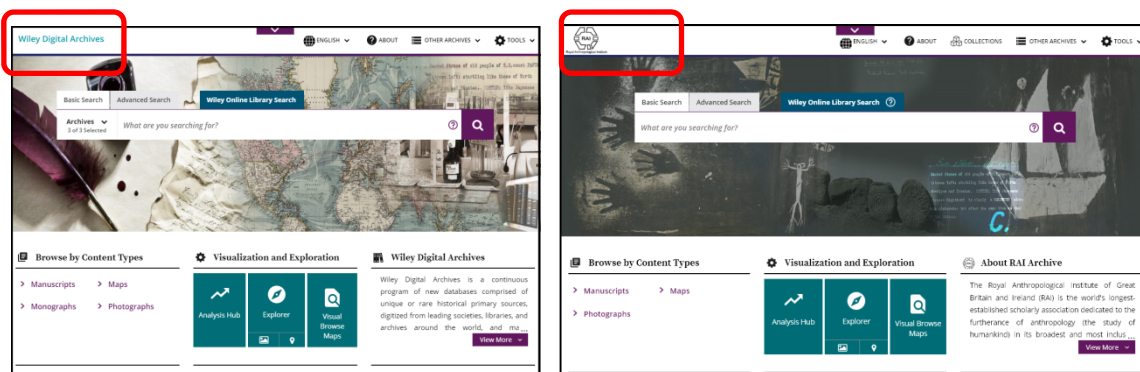 Wiley Digital Archives
ENGLISH
ABOUT
OTHER ARCHIVES
TOOLS
Basic Search
Advanced Search
Wiley Online Library Search
Archives
3 of 3 Selected
What are you searching for?
Browse by Content Types
Manuscripts
Maps
Monographs
Photographs
Visualization and Exploration
Analysis Hub
Explorer
Visual
Browse
Maps
Wiley Digital Archives
Wiley Digital Archives is a continuous
program of new databases comprised of
unique or rare historical primary sources,
digitized from leading societies, libraries, and
archives around the world, and ma...
View More
RAI
Royal Anthropological Institute
ENGLISH
ABOUT
COLLECTIONS
OTHER ARCHIVES
TOOLS
Basic Search
Advanced Search
Wiley Online Library Search
What are you searching for?
C.
Browse by Content Types
Manuscripts
Maps
Photographs
Visualization and Exploration
Analysis Hub
Explorer
Visual Browse
Maps
About RAI Archive
The Royal Anthropological Institute of Great
Britain and Ireland (RAI) is the world's longest-
established scholarly association dedicated to the
furtherance of anthropology (the study of
humankind) in its broadest and most inclus...
View More